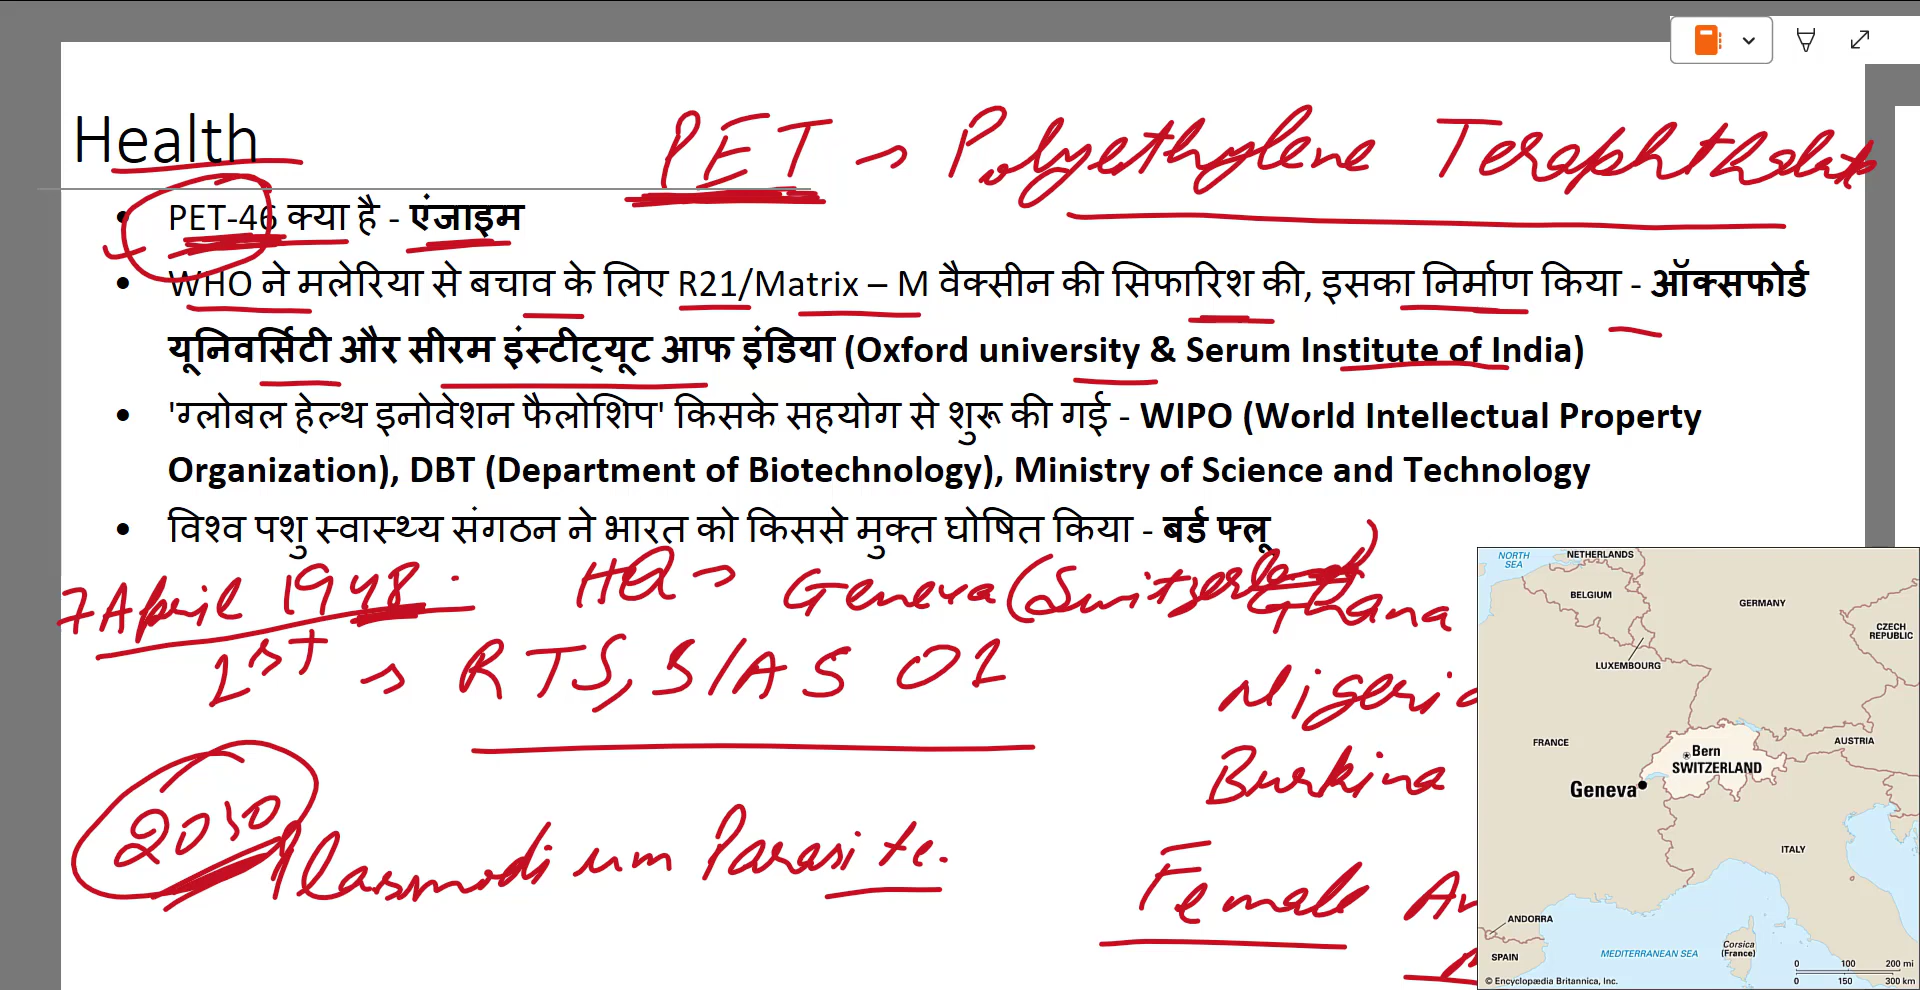 Health
PET → Polyethylene Teraphthalate
• PET-46 क्या है - एंजाइम
• WHO ने मलेरिया से बचाव के लिए R21/Matrix – M वैक्सीन की सिफारिश की, इसका निर्माण किया - ऑक्सफोर्ड
यूनिवर्सिटी और सीरम इंस्टीट्यूट आफ इंडिया (Oxford university & Serum Institute of India)
• 'ग्लोबल हेल्थ इनोवेशन फैलोशिप' किसके सहयोग से शुरू की गई - WIPO (World Intellectual Property
Organization), DBT (Department of Biotechnology), Ministry of Science and Technology
• विश्व पशु स्वास्थ्य संगठन ने भारत को किससे मुक्त घोषित किया - बर्ड फ्लू
7 April 1948. HQ → Geneva (Switzerland)
Ghana
1st → RTS,S/AS 01
Nigeria
Burkina
2030
Plasmodium Parasite.
Female
NORTH
SEA
NETHERLANDS
BELGIUM
GERMANY
CZECH
REPUBLIC
LUXEMBOURG
FRANCE
Bern
AUSTRIA
SWITZERLAND
Geneva
ITALY
ANDORRA
SPAIN
MEDITERRANEAN SEA
Corsica
(France)
0 100 200 mi
0 150 300 km
© Encyclopædia Britannica, Inc.